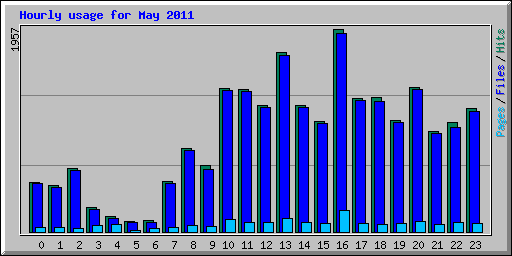 Hourly usage for May 2011
1957
Pages/Files/Hits
0 1 2 3 4 5 6 7 8 9 10 11 12 13 14 15 16 17 18 19 20 21 22 23